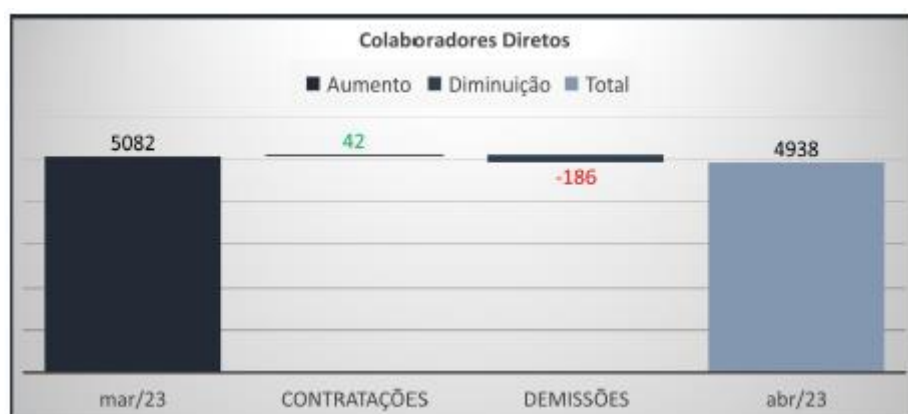 Colaboradores Diretos
Aumento Diminuição Total
5082 42 -186 4938
mar/23 CONTRATAÇÕES DEMISSÕES abr/23